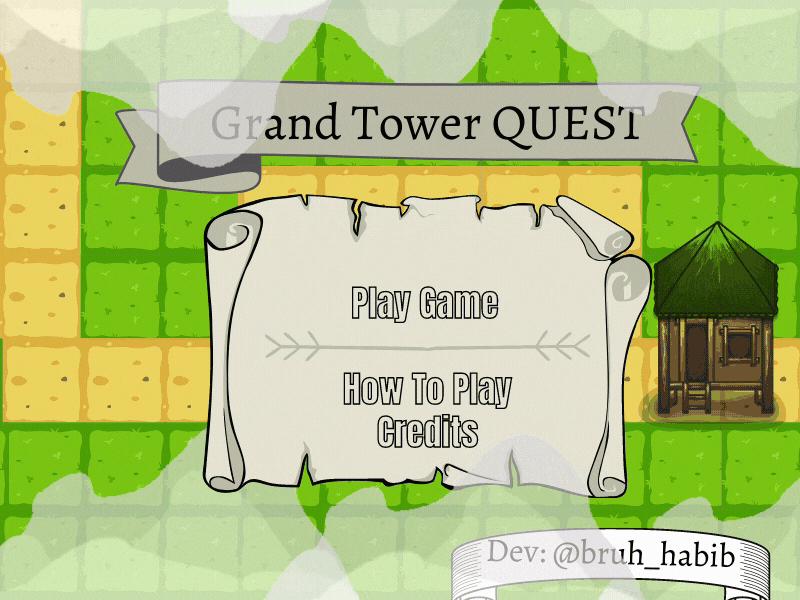 Grand Tower QUEST
Play Game
How To Play
Credits
Dev: @bruh_habib